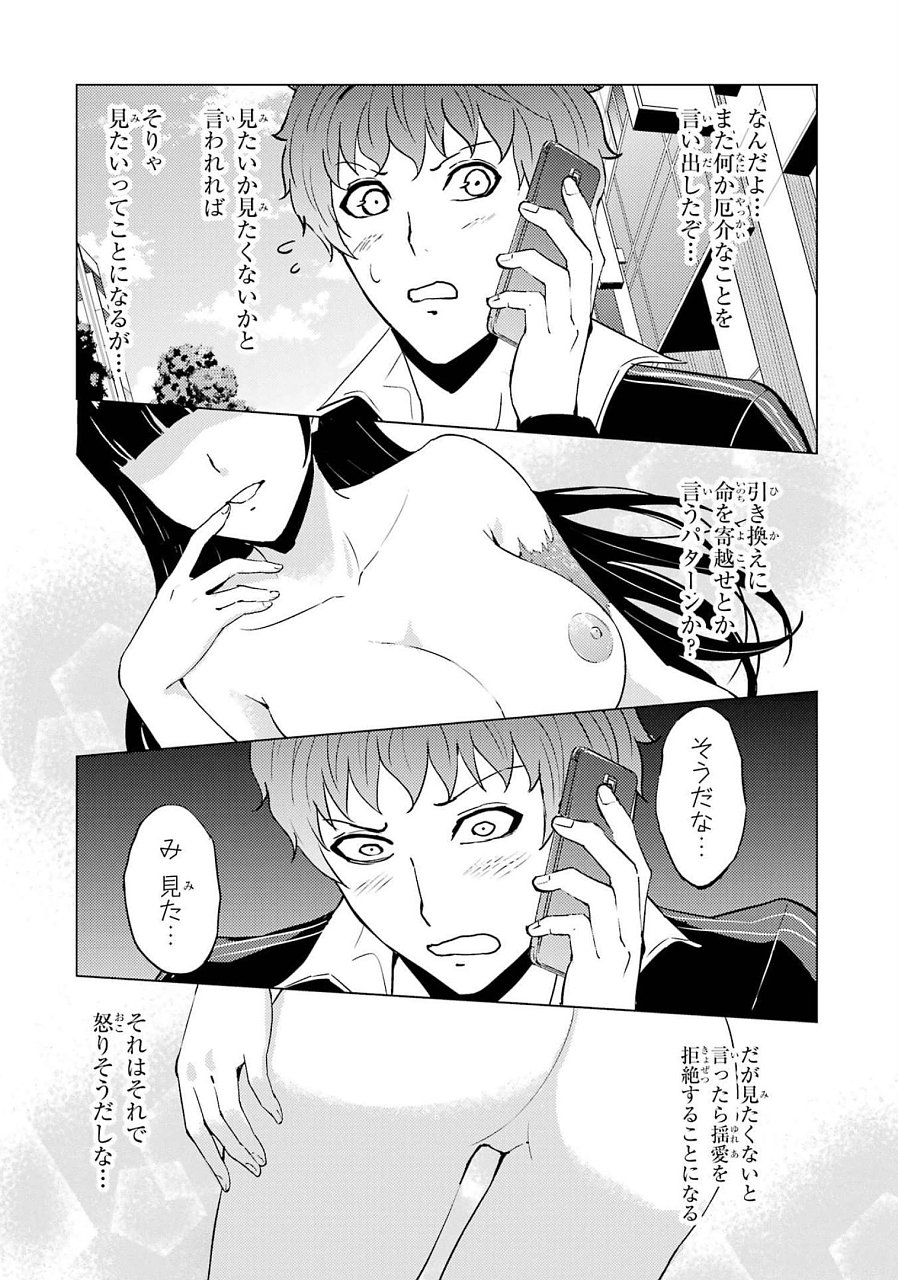 なんだよ…
また何か厄介なことを
言い出したぞ…
見たいか見たくないかと
言われれば
そりゃ
見たいってことになるが…
引き換えに
命を寄越せとか
言うパターンか？
そうだな…
み 見た…
だが見たくないと
言ったら揺愛を
拒絶することになる
それはそれで
怒りそうだしな…